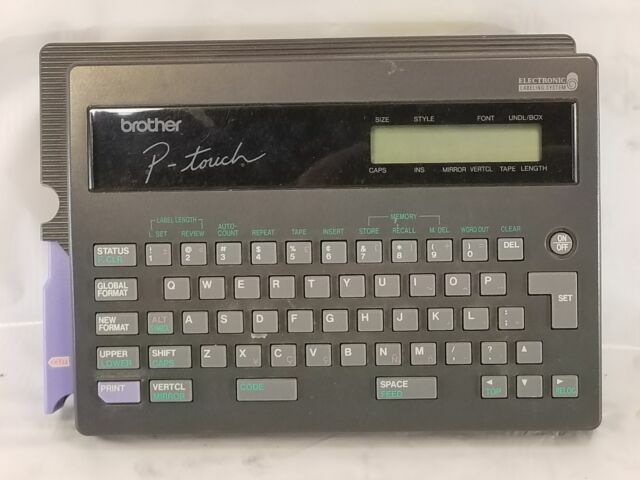 ELECTRONIC
LABELING SYSTEM
brother
P-touch
SIZE STYLE FONT UNDL/BOX
CAPS INS MIRROR VERTCL TAPE LENGTH
LABEL LENGTH MEMORY
L. SET REVIEW AUTO-COUNT REPEAT TAPE INSERT STORE RECALL M. DEL WORD OUT CLEAR
STATUS F.CLR ! 1 @ 2 # 3 $ 4 % 5 ¢ 6 & 7 * 8 ( 9 ) 0 DEL ON/OFF
GLOBAL FORMAT Q W E R T Y U I O P SET
NEW FORMAT ALT A S D F G H J K L : ;
UPPER LOWER SHIFT CAPS Z X C V B N M , / ? . ▲
PRINT VERTCL MIRROR CODE SPACE FEED ◄ TOP ▼ ► RELOC